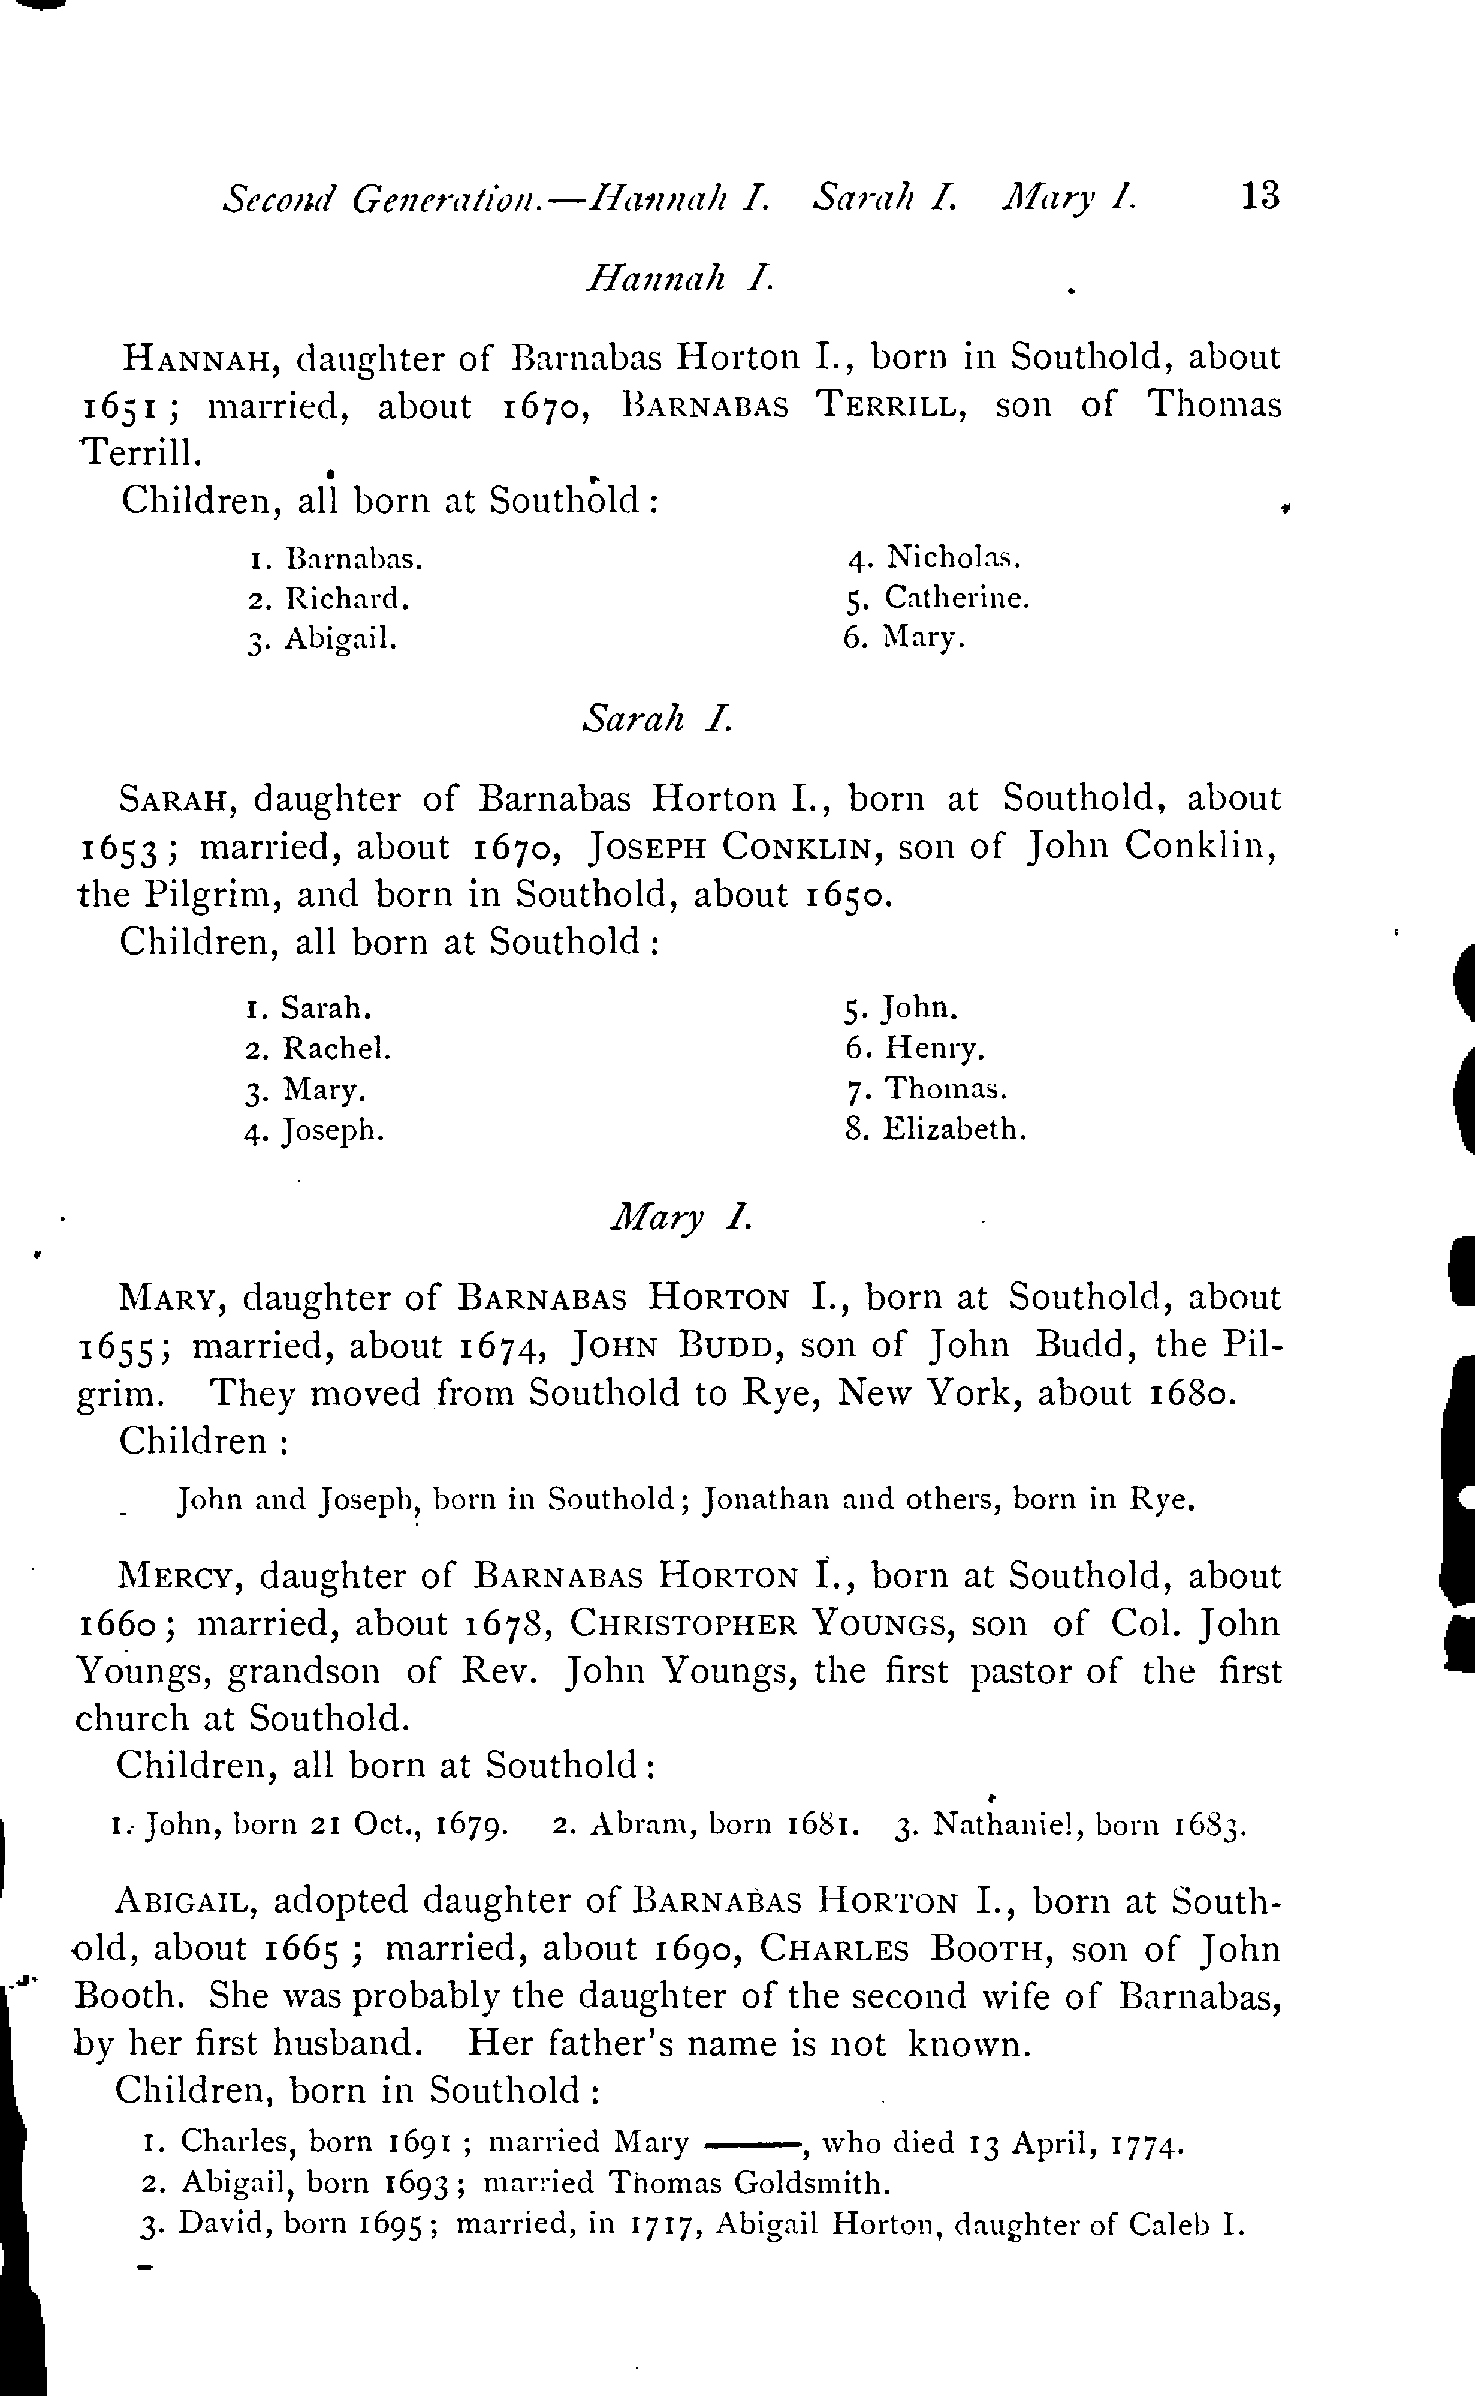 Second Generation.—Hannah I. Sarah I. Mary I. 13
Hannah I.
HANNAH, daughter of Barnabas Horton I., born in Southold, about
1651 ; married, about 1670, BARNABAS TERRILL, son of Thomas
Terrill.
Children, all born at Southold :
1. Barnabas. 4. Nicholas.
2. Richard. 5. Catherine.
3. Abigail. 6. Mary.
Sarah I.
SARAH, daughter of Barnabas Horton I., born at Southold, about
1653 ; married, about 1670, JOSEPH CONKLIN, son of John Conklin,
the Pilgrim, and born in Southold, about 1650.
Children, all born at Southold :
1. Sarah. 5. John.
2. Rachel. 6. Henry.
3. Mary. 7. Thomas.
4. Joseph. 8. Elizabeth.
Mary I.
MARY, daughter of BARNABAS HORTON I., born at Southold, about
1655; married, about 1674, JOHN BUDD, son of John Budd, the Pil-
grim. They moved from Southold to Rye, New York, about 1680.
Children :
John and Joseph, born in Southold; Jonathan and others, born in Rye.
MERCY, daughter of BARNABAS HORTON I., born at Southold, about
1660 ; married, about 1678, CHRISTOPHER YOUNGS, son of Col. John
Youngs, grandson of Rev. John Youngs, the first pastor of the first
church at Southold.
Children, all born at Southold :
1. John, born 21 Oct., 1679. 2. Abram, born 1681. 3. Nathaniel, born 1683.
ABIGAIL, adopted daughter of BARNABAS HORTON I., born at South-
old, about 1665 ; married, about 1690, CHARLES BOOTH, son of John
Booth. She was probably the daughter of the second wife of Barnabas,
by her first husband. Her father's name is not known.
Children, born in Southold :
1. Charles, born 1691 ; married Mary ———, who died 13 April, 1774.
2. Abigail, born 1693 ; married Thomas Goldsmith.
3. David, born 1695 ; married, in 1717, Abigail Horton, daughter of Caleb I.